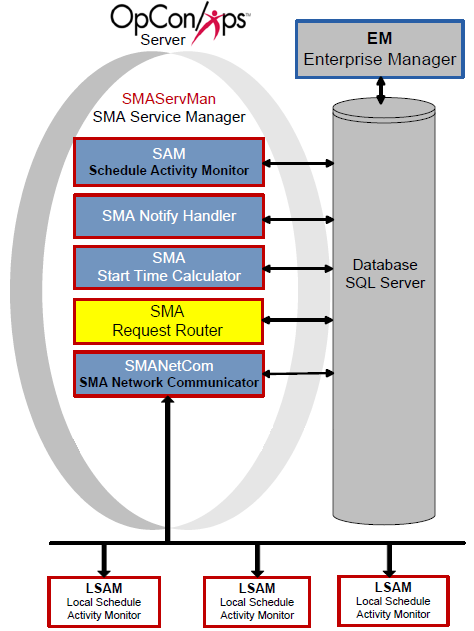 OpCon/xps™
Server
EM
Enterprise Manager
SMAServMan
SMA Service Manager
SAM
Schedule Activity Monitor
SMA Notify Handler
SMA
Start Time Calculator
SMA
Request Router
SMANetCom
SMA Network Communicator
Database
SQL Server
LSAM
Local Schedule
Activity Monitor
LSAM
Local Schedule
Activity Monitor
LSAM
Local Schedule
Activity Monitor